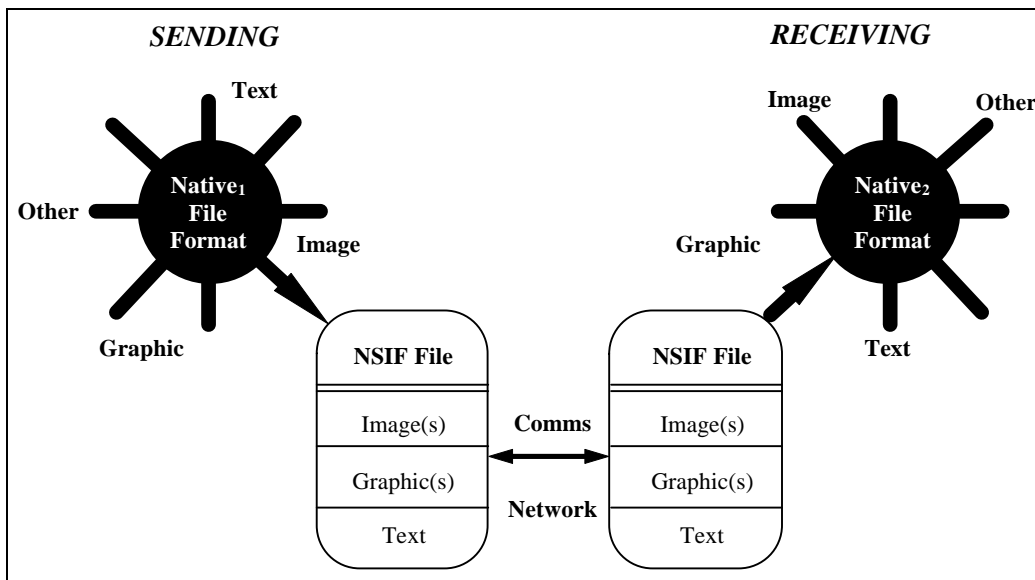 SENDING
RECEIVING
Text
Native₁
File
Format
Other
Image
Graphic
Image
Other
Native₂
File
Format
Graphic
Text
NSIF File
Image(s)
Graphic(s)
Text
Comms
Network
NSIF File
Image(s)
Graphic(s)
Text